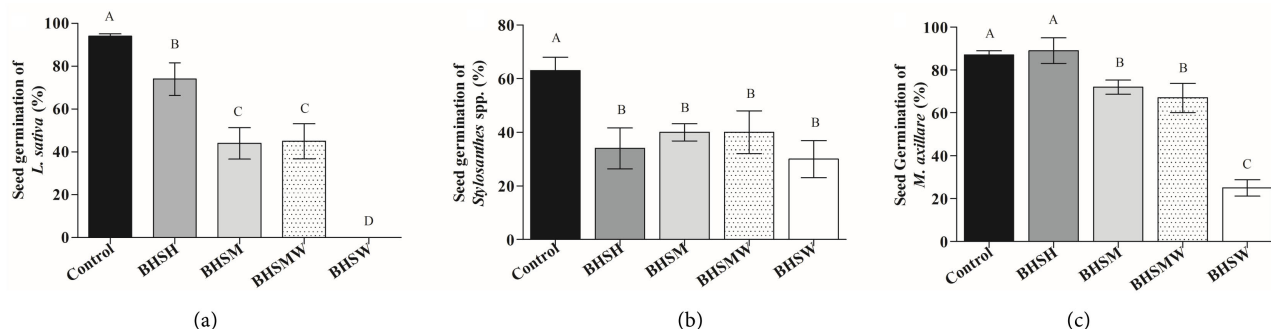 Seed germination of
L. sativa (%)
100
80
60
40
20
0
A
B
C
C
D
Control
BHSH
BHSM
BHSMW
BHSW
(a)
Seed germination of
Stylosanthes spp. (%)
80
60
40
20
0
A
B
B
B
B
Control
BHSH
BHSM
BHSMW
BHSW
(b)
Seed Germination of
M. axillare (%)
100
80
60
40
20
0
A
A
B
B
C
Control
BHSH
BHSM
BHSMW
BHSW
(c)